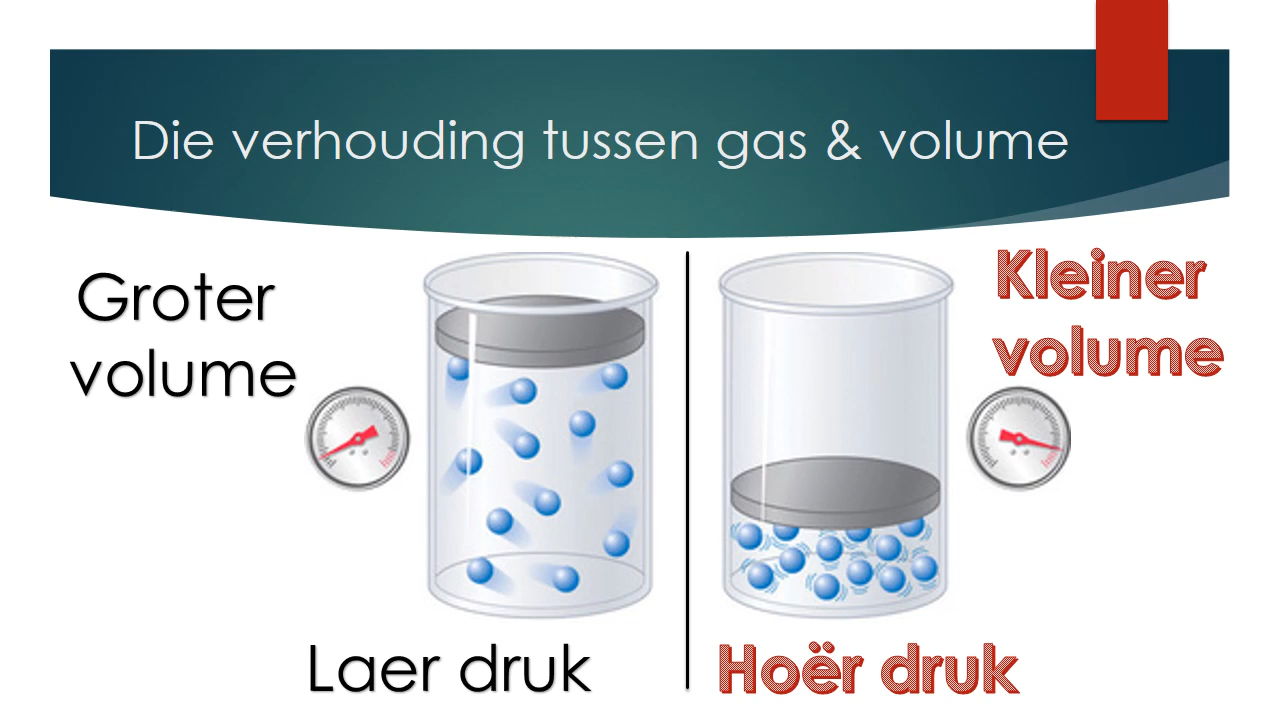 Die verhouding tussen gas & volume
Groter
volume
Laer druk
Kleiner
volume
Hoër druk